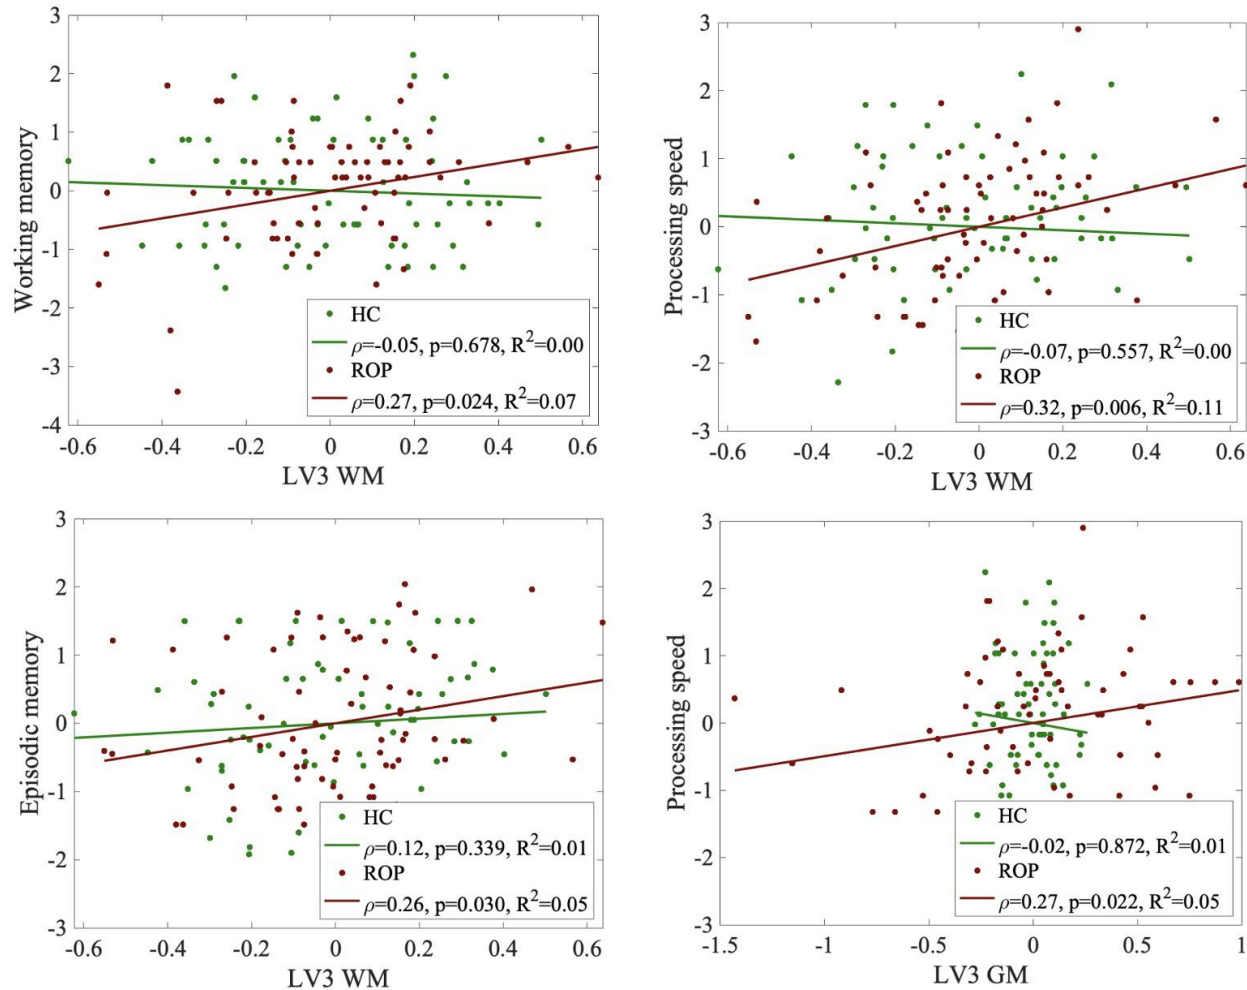 3
2
1
0
-1
-2
-3
-4
Working memory
-0.6 -0.4 -0.2 0 0.2 0.4 0.6
LV3 WM
HC
ρ=-0.05, p=0.678, R²=0.00
ROP
ρ=0.27, p=0.024, R²=0.07
3
2
1
0
-1
-2
-3
Processing speed
-0.6 -0.4 -0.2 0 0.2 0.4 0.6
LV3 WM
HC
ρ=-0.07, p=0.557, R²=0.00
ROP
ρ=0.32, p=0.006, R²=0.11
3
2
1
0
-1
-2
-3
Episodic memory
-0.6 -0.4 -0.2 0 0.2 0.4 0.6
LV3 WM
HC
ρ=0.12, p=0.339, R²=0.01
ROP
ρ=0.26, p=0.030, R²=0.05
3
2
1
0
-1
-2
-3
Processing speed
-1.5 -1 -0.5 0 0.5 1
LV3 GM
HC
ρ=-0.02, p=0.872, R²=0.01
ROP
ρ=0.27, p=0.022, R²=0.05